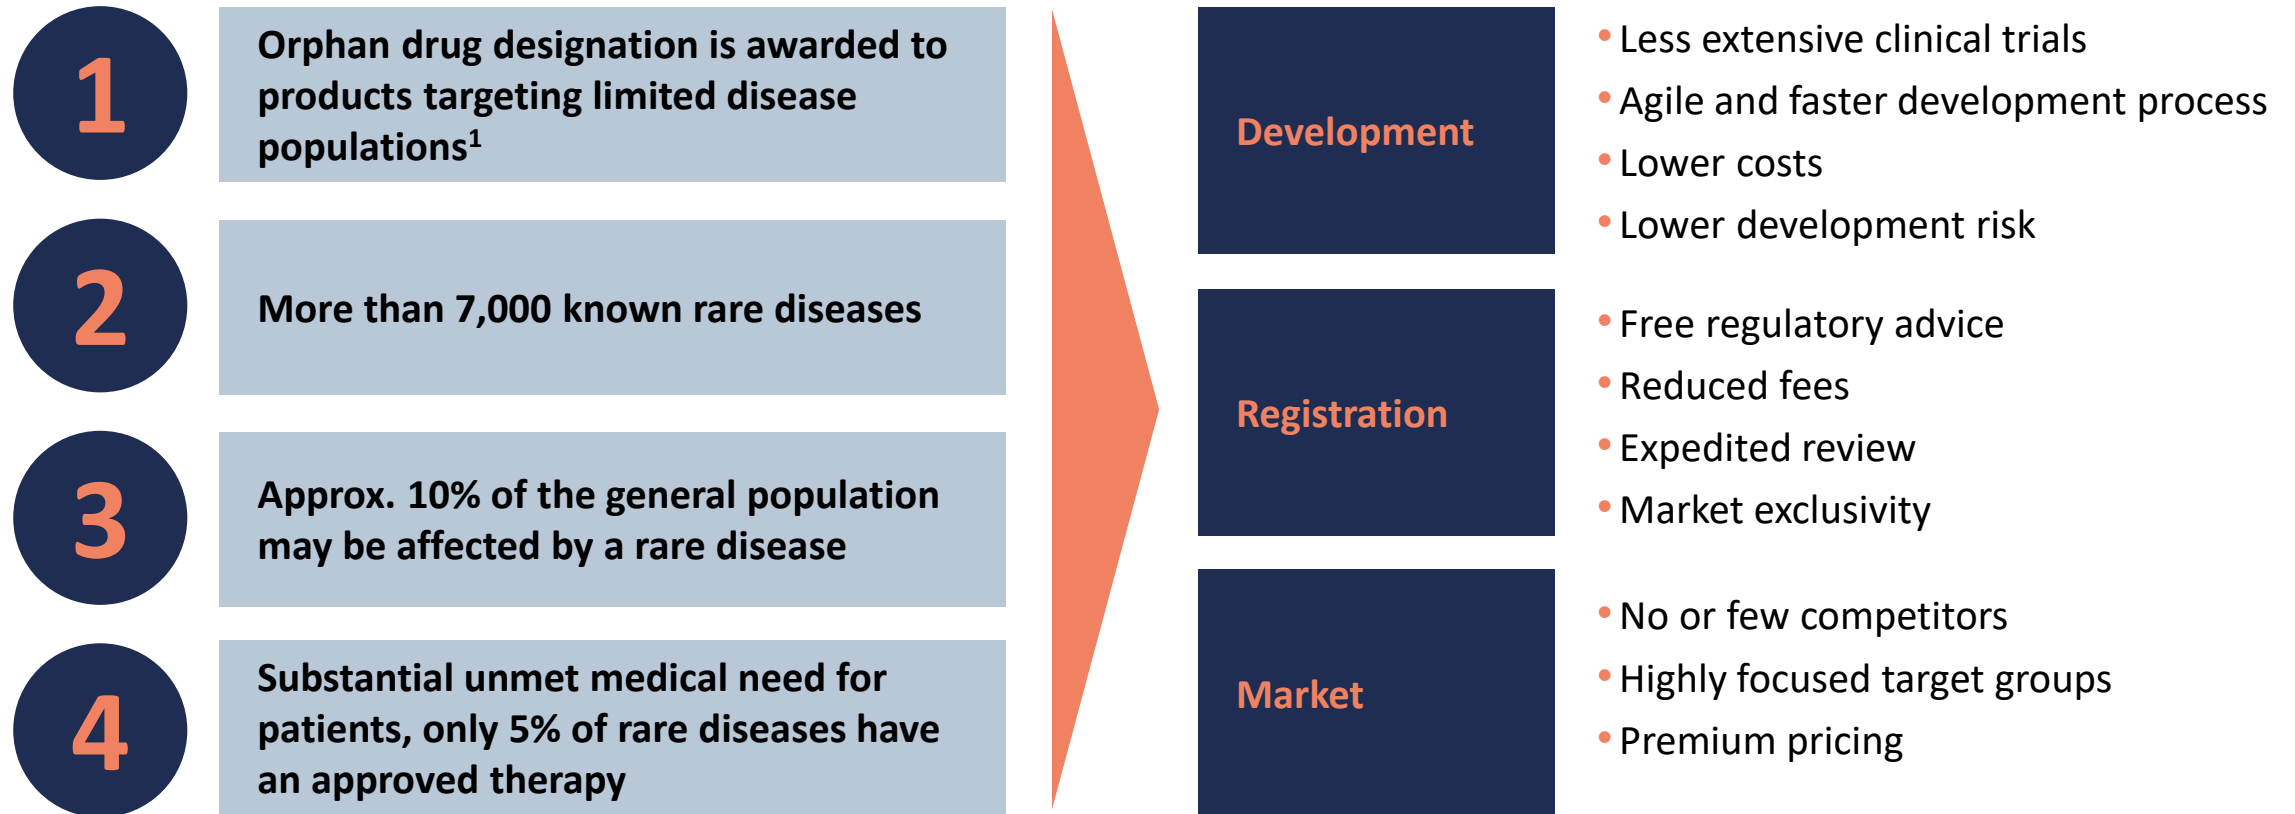 1
Orphan drug designation is awarded to
products targeting limited disease
populations1
2
More than 7,000 known rare diseases
3
Approx. 10% of the general population
may be affected by a rare disease
4
Substantial unmet medical need for
patients, only 5% of rare diseases have
an approved therapy
Development
• Less extensive clinical trials
• Agile and faster development process
• Lower costs
• Lower development risk
Registration
• Free regulatory advice
• Reduced fees
• Expedited review
• Market exclusivity
Market
• No or few competitors
• Highly focused target groups
• Premium pricing